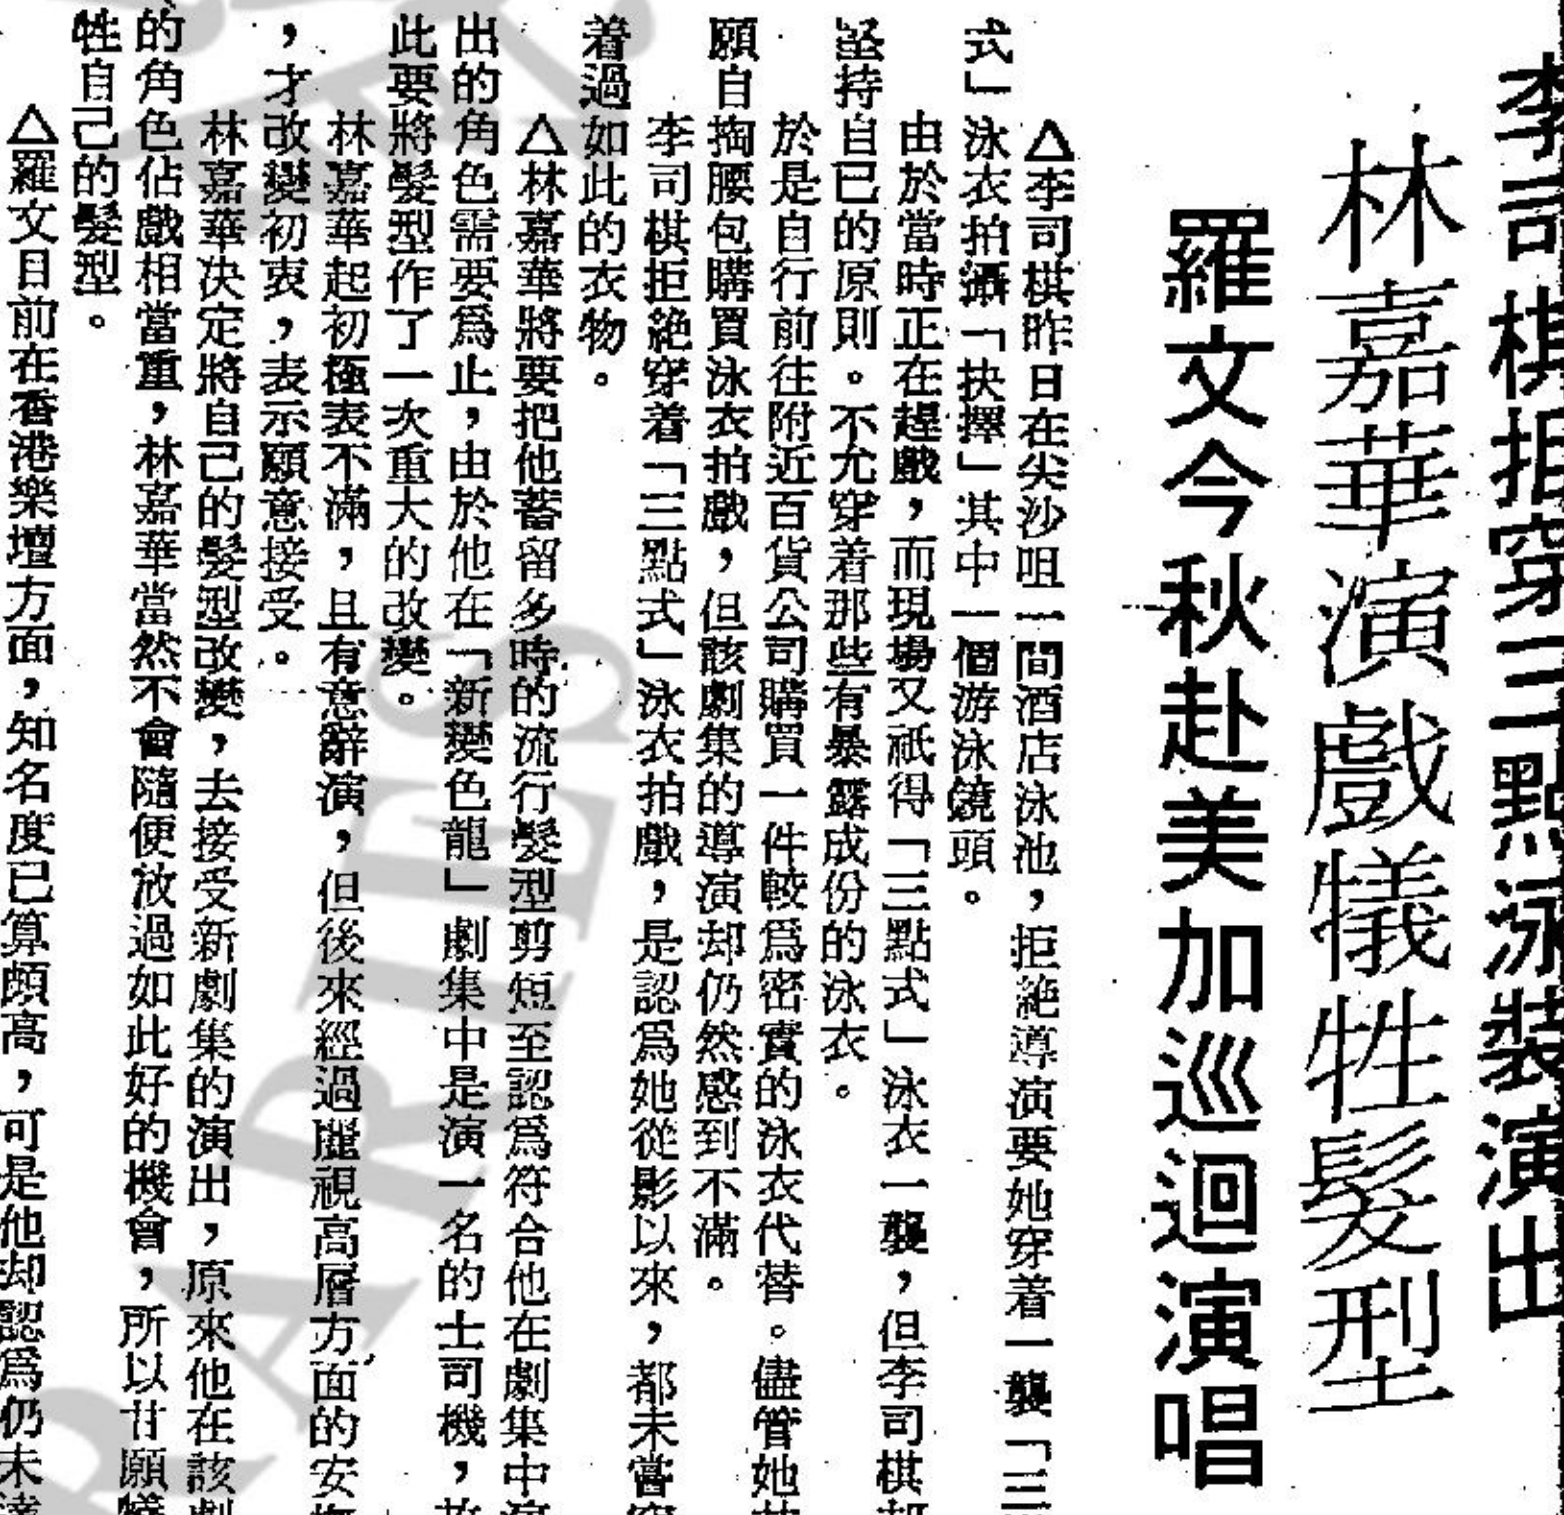 李司棋拒穿三點泳裝演出
林嘉華演戲犧牲髮型
羅文今秋赴美加巡迴演唱
△李司棋昨日在尖沙咀一間酒店泳池，拒絶導演要她穿着一襲「三
式」泳衣拍攝「抉擇」其中一個游泳鏡頭。
由於當時正在趕戲，而現場又祇得「三點式」泳衣一襲，但李司棋却
堅持自已的原則。不允穿着那些有暴露成份的泳衣。
於是自行前往附近百貨公司購買一件較爲密實的泳衣代替。儘管她
願自掏腰包購買泳衣拍戲，但該劇集的導演却仍然感到不滿。
李司棋拒絶穿着「三點式」泳衣拍戲，是認爲她從影以來，都未嘗穿
着過如此的衣物。
△林嘉華將要把他蓄留多時的流行髮型剪短至認爲符合他在劇集中演
出的角色需要爲止，由於他在「新變色龍」劇集中是演一名的士司機，故
此要將髮型作了一次重大的改變。
林嘉華起初極表不滿，且有意辭演，但後來經過麗視高層方面的安撫
，才改變初衷，表示願意接受。
林嘉華决定將自己的髮型改變，去接受新劇集的演出，原來他在該劇
的角色佔戲相當重，林嘉華當然不會隨便放過如此好的機會，所以甘願犧
牲自己的髮型。
△羅文目前在香港樂壇方面，知名度已算頗高，可是他却認爲仍未達
PARIES